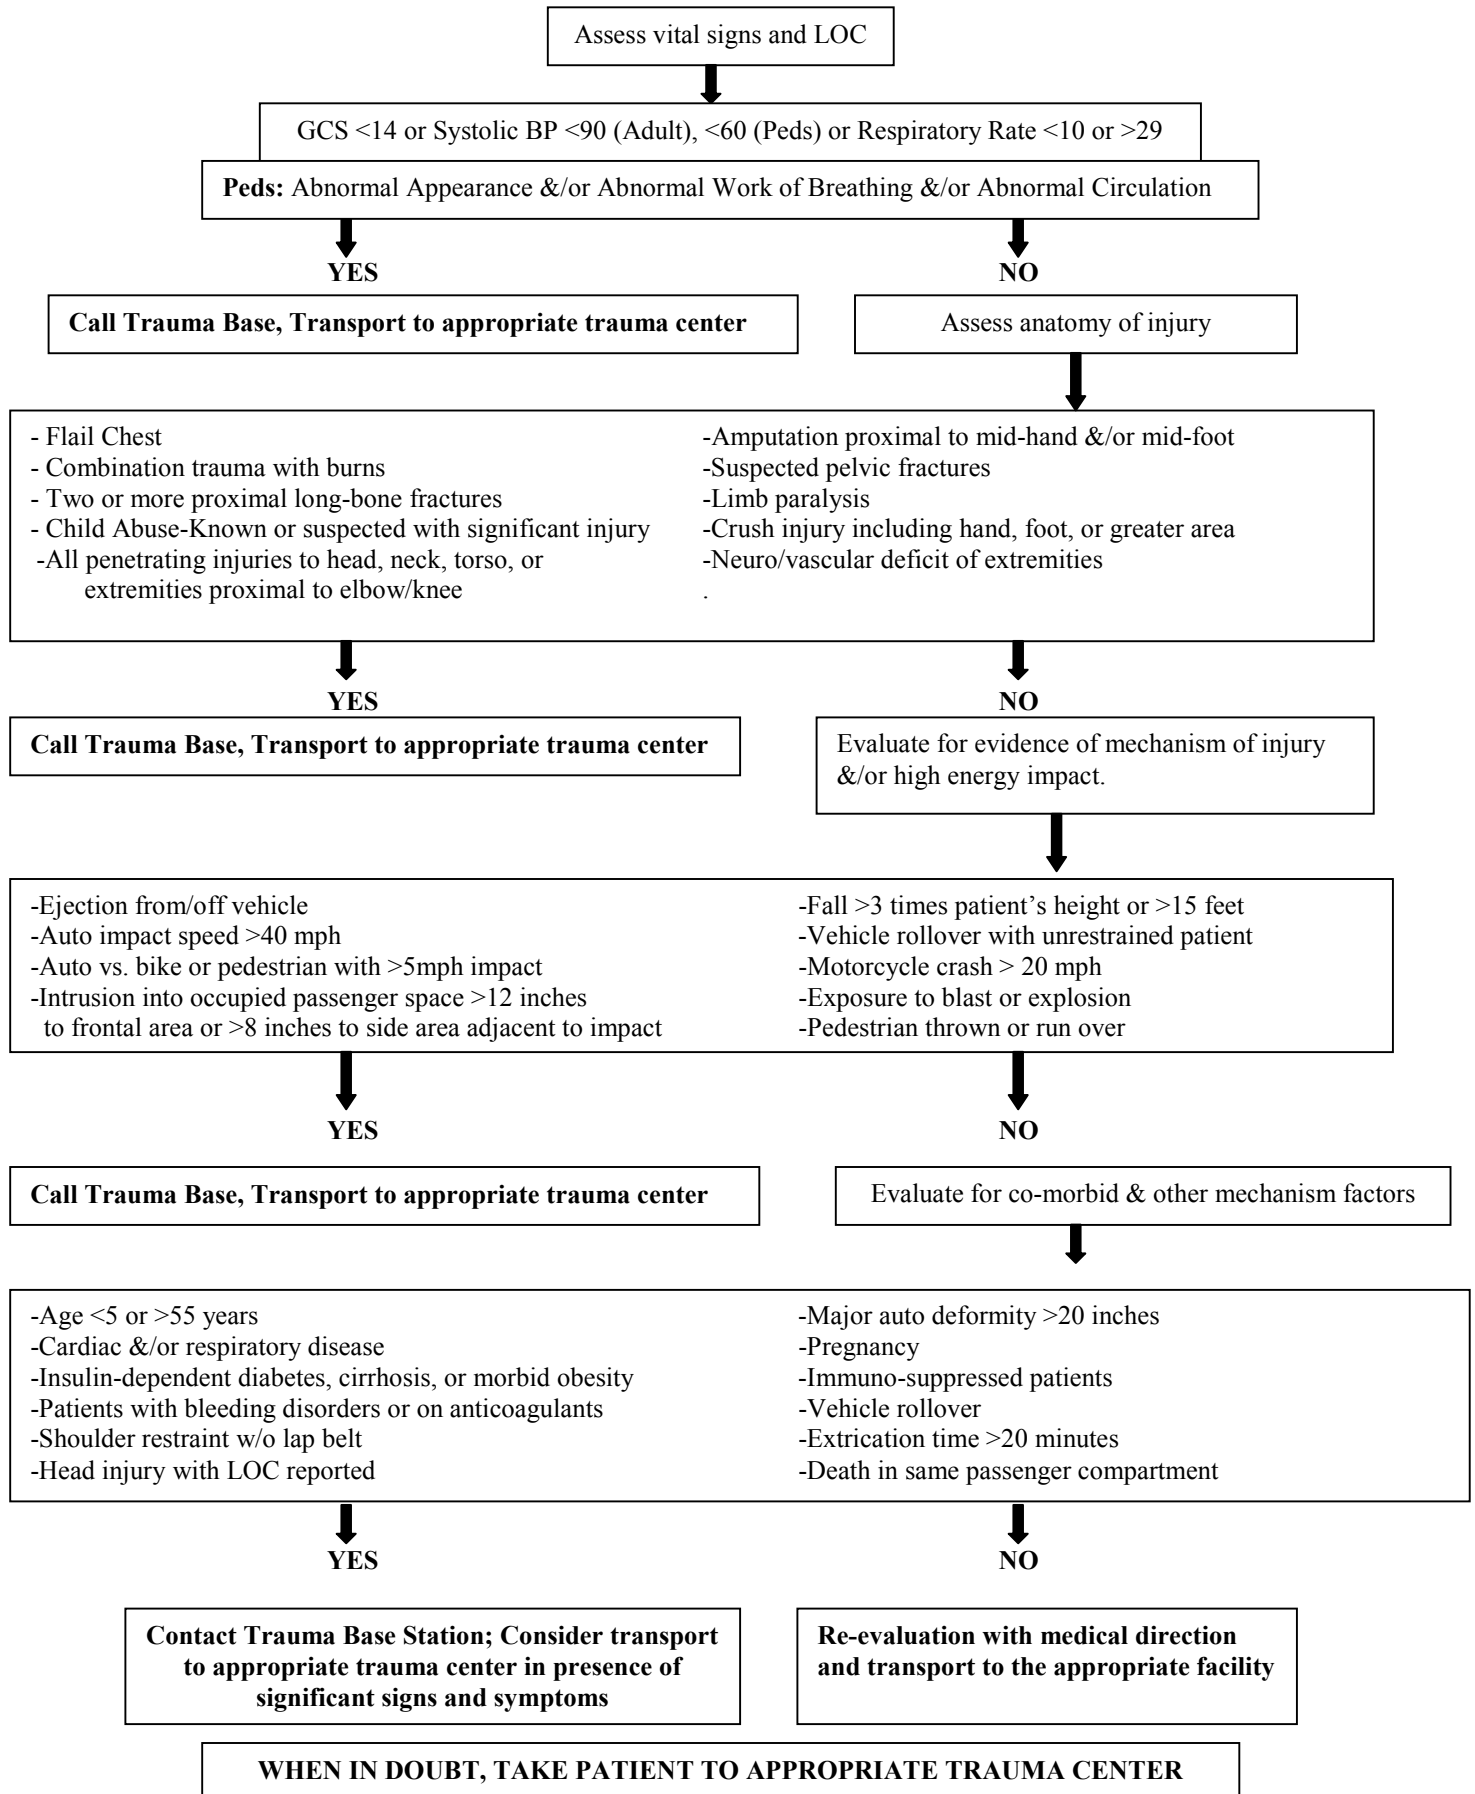 Assess vital signs and LOC
GCS <14 or Systolic BP <90 (Adult), <60 (Peds) or Respiratory Rate <10 or >29
Peds: Abnormal Appearance &/or Abnormal Work of Breathing &/or Abnormal Circulation
YES
NO
Call Trauma Base, Transport to appropriate trauma center
Assess anatomy of injury
- Flail Chest
- Combination trauma with burns
- Two or more proximal long-bone fractures
- Child Abuse-Known or suspected with significant injury
-All penetrating injuries to head, neck, torso, or
extremities proximal to elbow/knee
-Amputation proximal to mid-hand &/or mid-foot
-Suspected pelvic fractures
-Limb paralysis
-Crush injury including hand, foot, or greater area
-Neuro/vascular deficit of extremities
.
YES
NO
Call Trauma Base, Transport to appropriate trauma center
Evaluate for evidence of mechanism of injury
&/or high energy impact.
-Ejection from/off vehicle
-Auto impact speed >40 mph
-Auto vs. bike or pedestrian with >5mph impact
-Intrusion into occupied passenger space >12 inches
to frontal area or >8 inches to side area adjacent to impact
-Fall >3 times patient's height or >15 feet
-Vehicle rollover with unrestrained patient
-Motorcycle crash > 20 mph
-Exposure to blast or explosion
-Pedestrian thrown or run over
YES
NO
Call Trauma Base, Transport to appropriate trauma center
Evaluate for co-morbid & other mechanism factors
-Age <5 or >55 years
-Cardiac &/or respiratory disease
-Insulin-dependent diabetes, cirrhosis, or morbid obesity
-Patients with bleeding disorders or on anticoagulants
-Shoulder restraint w/o lap belt
-Head injury with LOC reported
-Major auto deformity >20 inches
-Pregnancy
-Immuno-suppressed patients
-Vehicle rollover
-Extrication time >20 minutes
-Death in same passenger compartment
YES
NO
Contact Trauma Base Station; Consider transport
to appropriate trauma center in presence of
significant signs and symptoms
Re-evaluation with medical direction
and transport to the appropriate facility
WHEN IN DOUBT, TAKE PATIENT TO APPROPRIATE TRAUMA CENTER